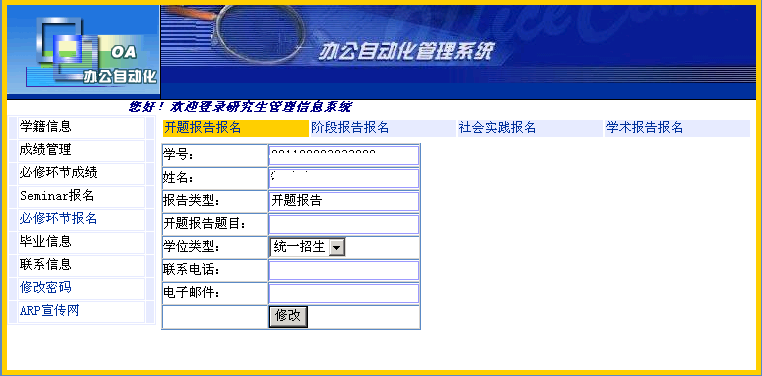 OA
办公自动化
办公自动化管理系统
您好！欢迎登录研究生管理信息系统
学籍信息
成绩管理
必修环节成绩
Seminar报名
必修环节报名
毕业信息
联系信息
修改密码
ARP宣传网
开题报告报名 阶段报告报名 社会实践报名 学术报告报名
学号：
姓名：
报告类型： 开题报告
开题报告题目：
学位类型： 统一招生
联系电话：
电子邮件：
修改